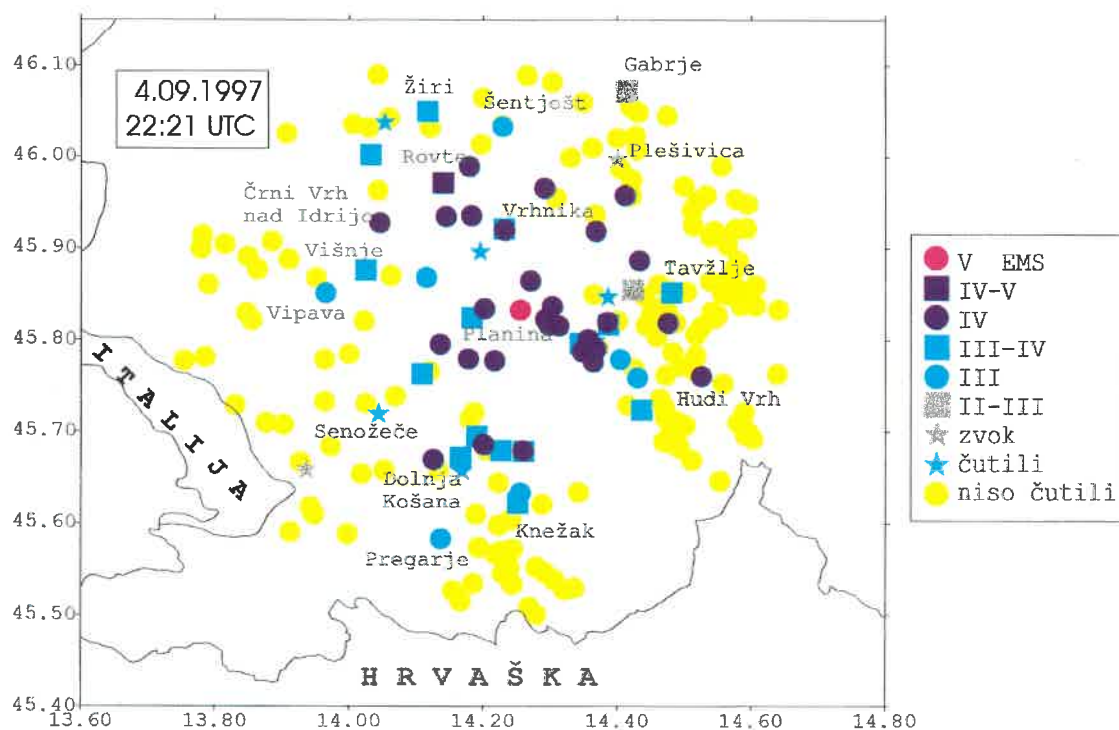 4.09.1997
22:21 UTC
46.10
46.00
45.90
45.80
45.70
45.60
45.50
45.40
13.60
13.80
14.00
14.20
14.40
14.60
14.80
Gabrje
Žiri
Šentjošt
Plešivica
Rovte
Črni Vrh
nad Idrijo
Vrhnika
Višnje
Tavžlje
Vipava
Planina
Hudi Vrh
Senožeče
Dolnja
Košana
Knežak
Pregarje
ITALIJA
HRVAŠKA
V EMS
IV-V
IV
III-IV
III
II-III
zvok
čutili
niso čutili